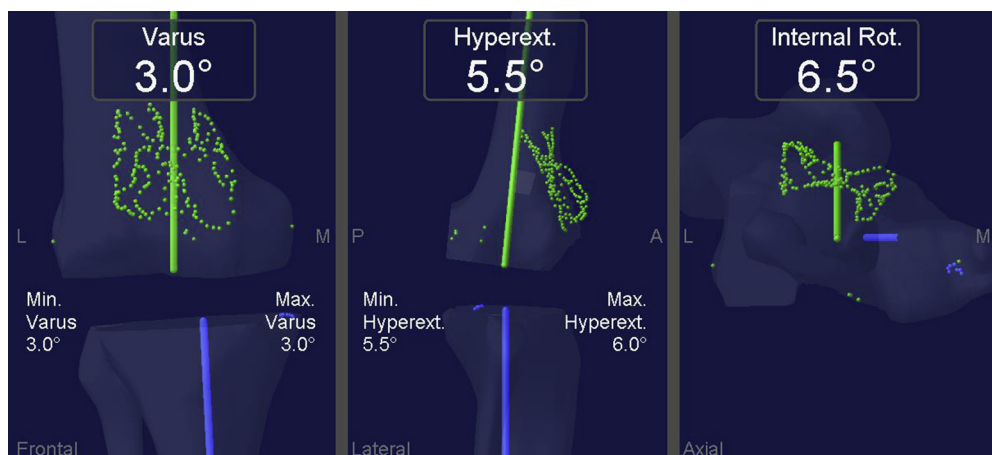 Varus
3.0°
L
M
Min.
Varus
3.0°
Max.
Varus
3.0°
Frontal
Hyperext.
5.5°
P
A
Min.
Hyperext.
5.5°
Max.
Hyperext.
6.0°
Lateral
Internal Rot.
6.5°
L
M
Axial